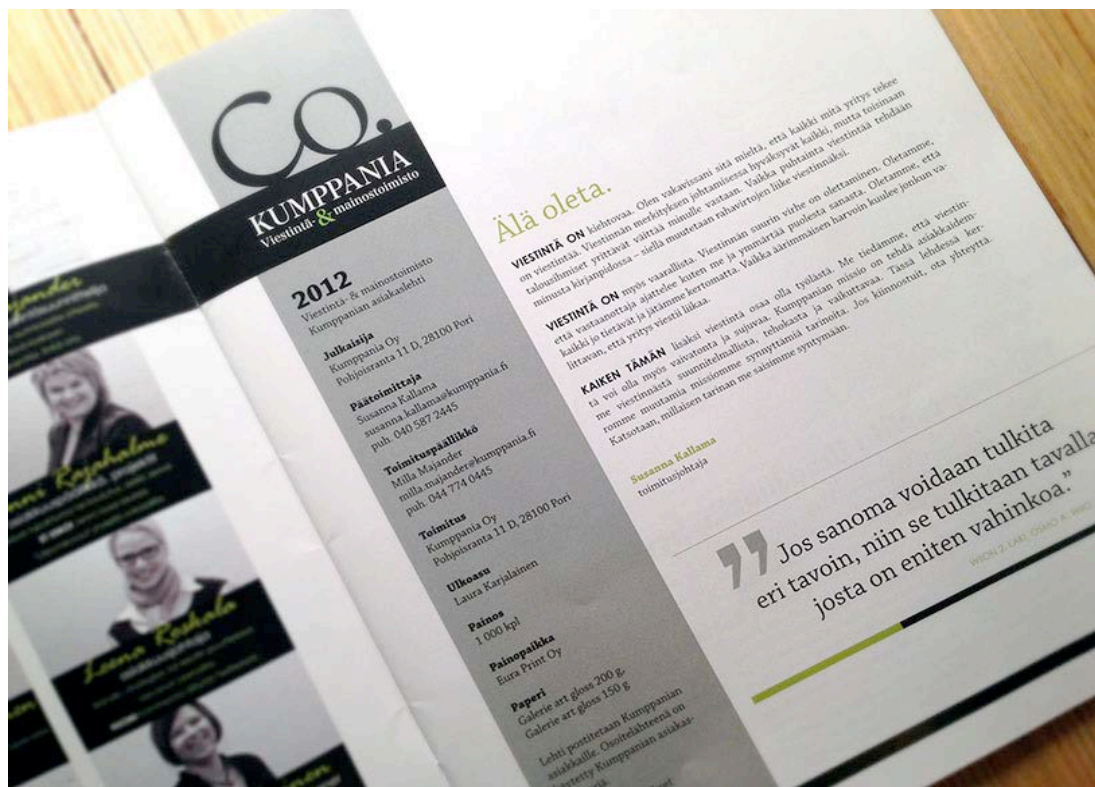 co.
KUMPPANIA
Viestintä- & mainostoimisto
2012
Viestintä- & mainostoimisto
Kumppanian asiakaslehti
Julkaisija
Kumppania Oy
Pohjoisranta 11 D, 28100 Pori
Päätoimittaja
Susanna Kallama
susanna.kallama@kumppania.fi
puh. 040 587 2445
Toimituspäällikkö
Milla Majander
milla.majander@kumppania.fi
puh. 044 774 0445
Toimitus
Kumppania Oy
Pohjoisranta 11 D, 28100 Pori
Ulkoasu
Laura Karjalainen
Painos
1 000 kpl
Painopaikka
Eura Print Oy
Paperi
Galerie art gloss 200 g,
Galerie art gloss 150 g
Lehti postitetaan Kumppanian
asiakkaille. Osoitelähteenä on
käytetty Kumppanian asiakas-
Älä oleta.
VIESTINTÄ ON kiehtovaa. Olen vakavissani sitä mieltä, että kaikki mitä yritys tekee
on viestintää. Viestinnän merkityksen johtamisessa hyväksyvät kaikki, mutta toisinaan
talousihmiset yrittävät väittää minulle vastaan. Vaikka puhtainta viestintää tehdään
minusta kirjanpidossa – siellä muutetaan rahavirtojen liike viestinnäksi.
VIESTINTÄ ON myös vaarallista. Viestinnän suurin virhe on olettaminen. Oletamme,
että vastaanottaja ajattelee kuten me ja ymmärtää puolesta sanasta. Oletamme, että
kaikki jo tietävät ja jätämme kertomatta. Vaikka äärimmäisen harvoin kuulee jonkun va-
littavan, että yritys viestii liikaa.
KAIKEN TÄMÄN lisäksi viestintä osaa olla työlästä. Me tiedämme, että viestin-
tä voi olla myös vaivatonta ja sujuvaa. Kumppanian missio on tehdä asiakkaidem-
me viestinnästä suunnitelmallista, tehokasta ja vaikuttavaa. Tässä lehdessä ker-
romme muutamia missiomme synnyttämiä tarinoita. Jos kiinnostuit, ota yhteyttä.
Katsotaan, millaisen tarinan me saisimme syntymään.
Susanna Kallama
toimitusjohtaja
” Jos sanoma voidaan tulkita
eri tavoin, niin se tulkitaan tavalla
josta on eniten vahinkoa.”
WIION 2. LAKI, OSMO A. WIIO
Leena Roskala